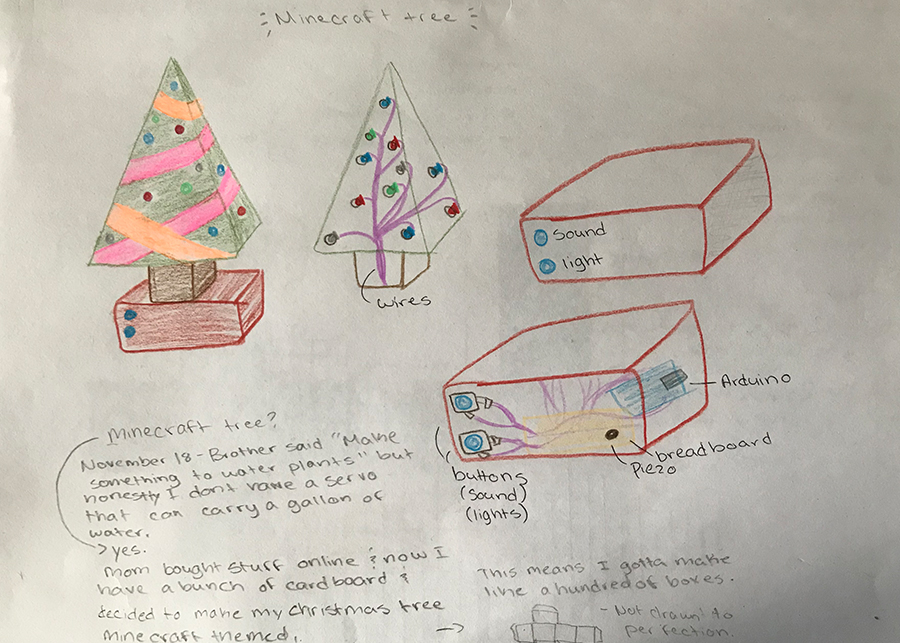 Minecraft tree
wires
sound
light
Arduino
breadboard
Piezo
buttons
(sound)
(lights)
Minecraft tree?
November 18 - Brother said "Make
something to water plants" but
honestly I dont have a servo
that can carry a gallon of
water.
yes.
Mom bought stuff online & now I
have a bunch of cardboard &
decided to make my Christmas tree
minecraft themed.
This means I gotta make
like a hundred of boxes.
- Not drawn to
perfection.